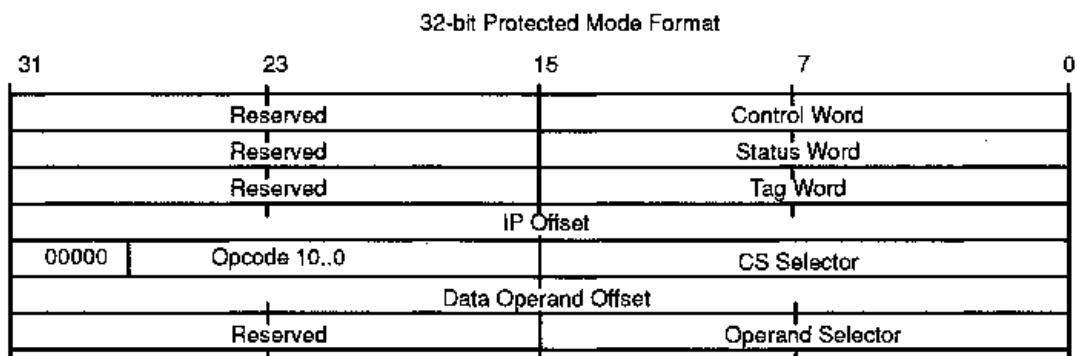 32-bit Protected Mode Format
31 23 15 7 0
Reserved Control Word
Reserved Status Word
Reserved Tag Word
IP Offset
00000 Opcode 10..0 CS Selector
Data Operand Offset
Reserved Operand Selector